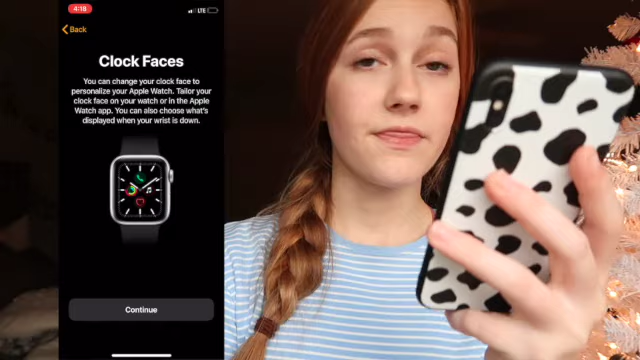 4:18
LTE
Back
Clock Faces
You can change your clock face to
personalize your Apple Watch. Tailor your
clock face on your watch or in the Apple
Watch app. You can also choose what's
displayed when your wrist is down.
Continue